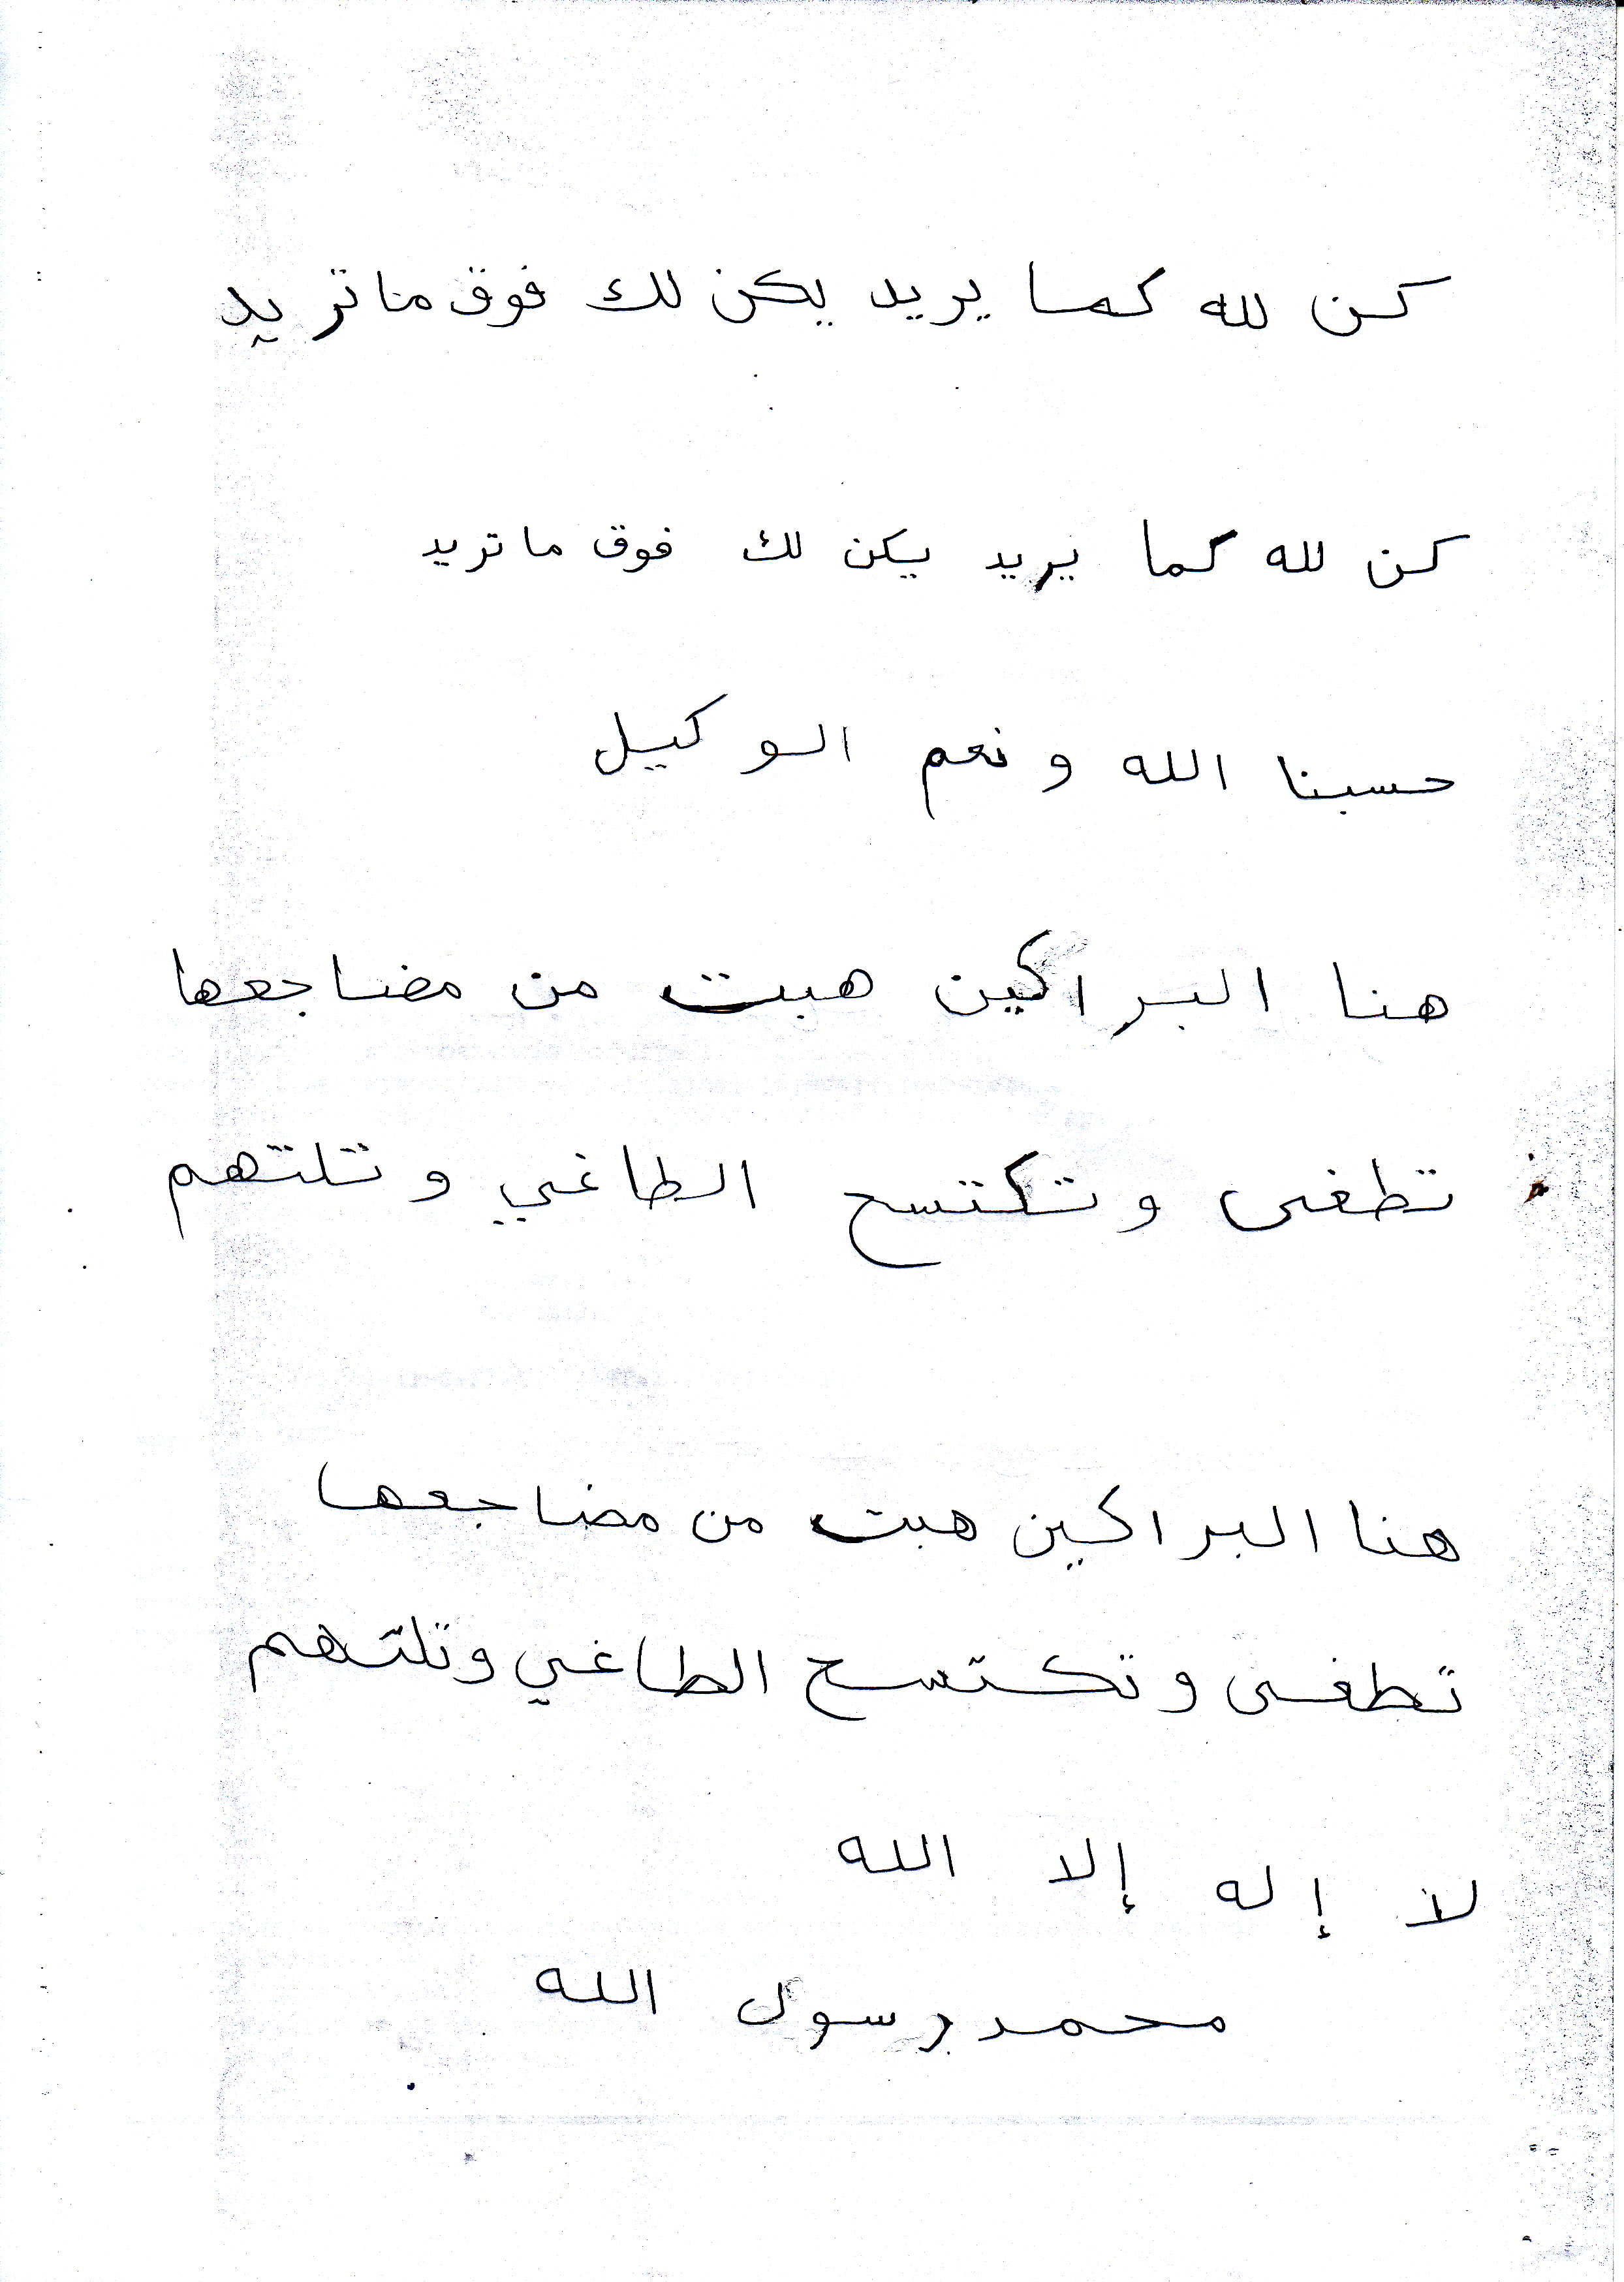 كن لله كما يريد يكن لك فوق ما تريد
كن لله كما يريد يكن لك فوق ما تريد
حسبنا الله و نعم الوكيل
هنا البراكين هبت من مضاجعها
تطغى و تكتسح الطاغي و تلتهم
هنا البراكين هبت من مضاجعها
تطغى و تكتسح الطاغي و تلتهم
لا إله إلا الله
محمد رسول الله